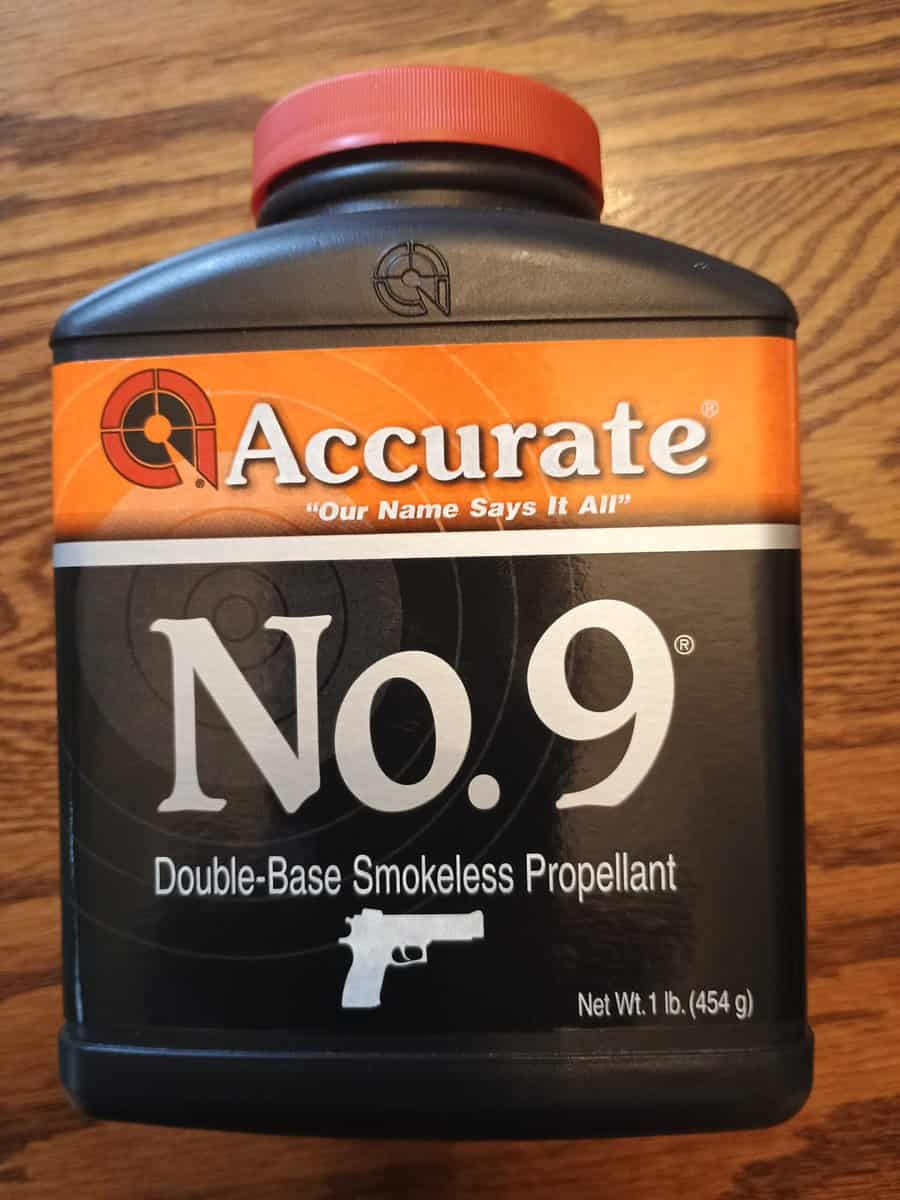 Accurate®
"Our Name Says It All"
No. 9®
Double-Base Smokeless Propellant
Net Wt. 1 lb. (454 g)